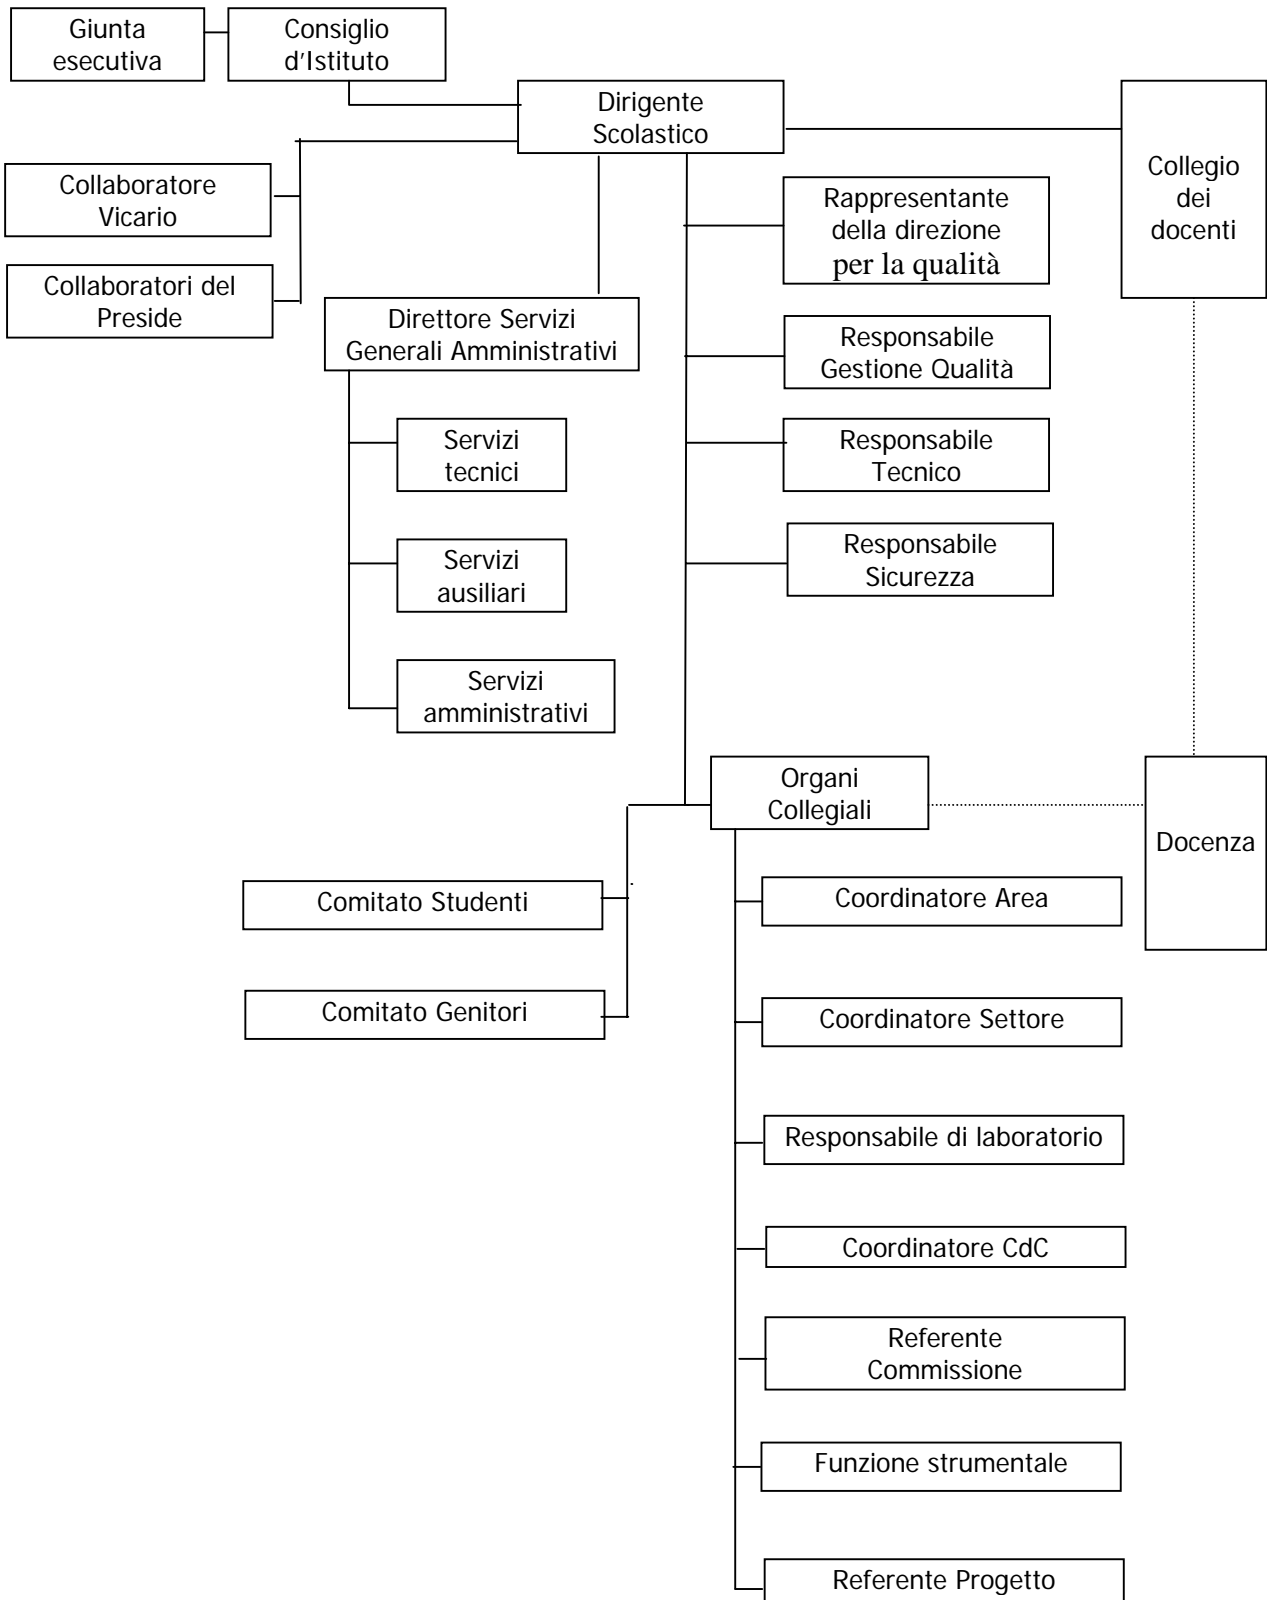 Giunta
esecutiva
Consiglio
d'Istituto
Dirigente
Scolastico
Collegio
dei
docenti
Collaboratore
Vicario
Rappresentante
della direzione
per la qualità
Collaboratori del
Preside
Direttore Servizi
Generali Amministrativi
Responsabile
Gestione Qualità
Servizi
tecnici
Responsabile
Tecnico
Servizi
ausiliari
Responsabile
Sicurezza
Servizi
amministrativi
Organi
Collegiali
Docenza
Comitato Studenti
Coordinatore Area
Comitato Genitori
Coordinatore Settore
Responsabile di laboratorio
Coordinatore CdC
Referente
Commissione
Funzione strumentale
Referente Progetto